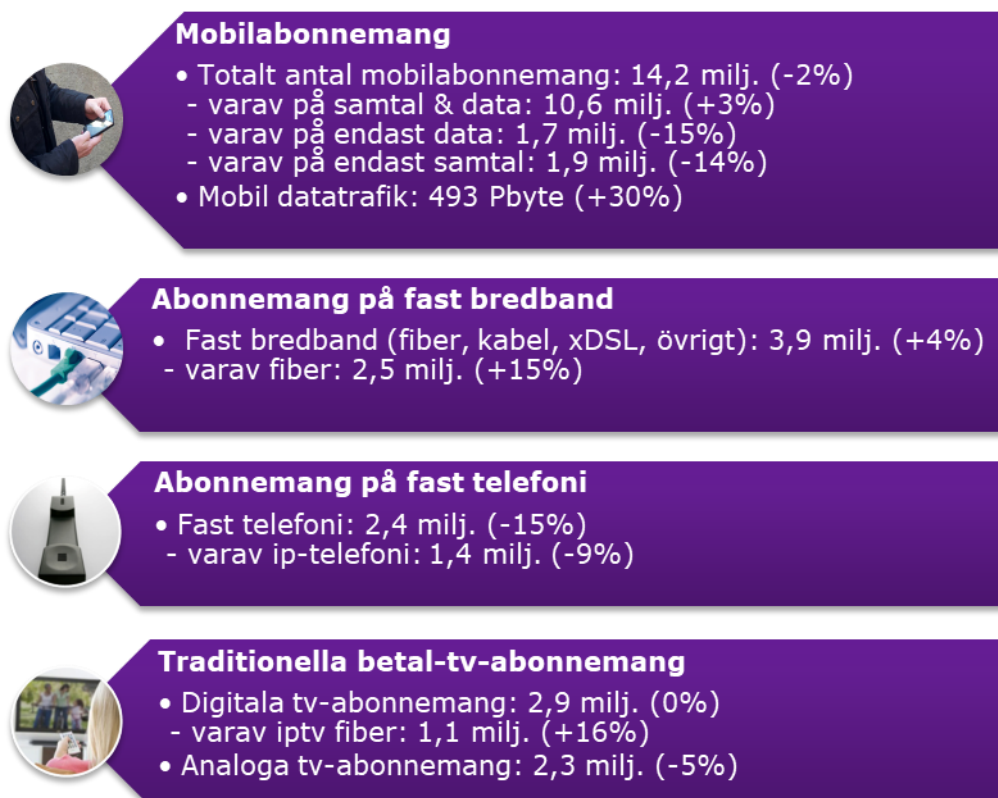 Mobilabonnemang
• Totalt antal mobilabonnemang: 14,2 milj. (-2%)
- varav på samtal & data: 10,6 milj. (+3%)
- varav på endast data: 1,7 milj. (-15%)
- varav på endast samtal: 1,9 milj. (-14%)
• Mobil datatrafik: 493 Pbyte (+30%)
Abonnemang på fast bredband
• Fast bredband (fiber, kabel, xDSL, övrigt): 3,9 milj. (+4%)
- varav fiber: 2,5 milj. (+15%)
Abonnemang på fast telefoni
• Fast telefoni: 2,4 milj. (-15%)
- varav ip-telefoni: 1,4 milj. (-9%)
Traditionella betal-tv-abonnemang
• Digitala tv-abonnemang: 2,9 milj. (0%)
- varav iptv fiber: 1,1 milj. (+16%)
• Analoga tv-abonnemang: 2,3 milj. (-5%)